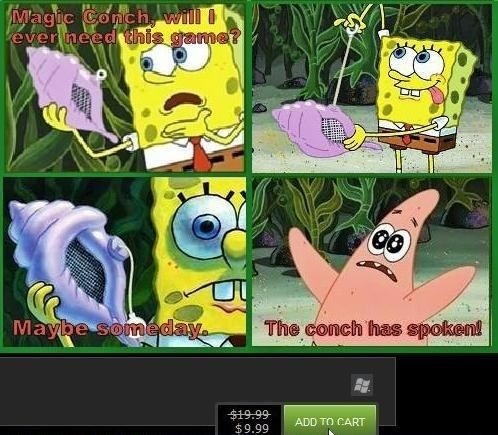 Magic Conch, will I
ever need this game?
Maybe someday.
The conch has spoken!
$19.99
$9.99
ADD TO CART